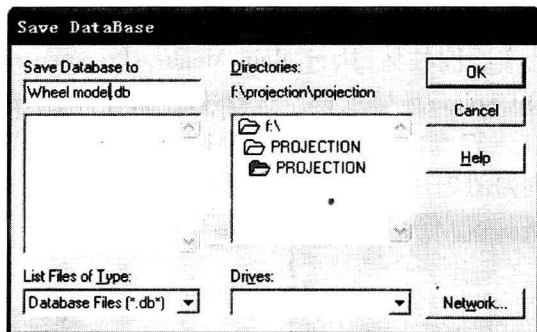 Save DataBase
Save Database to
Wheel model.db
Directories:
f:\projection\projection
f:\
PROJECTION
PROJECTION
OK
Cancel
Help
List Files of Type:
Database Files (*.db*)
Drives:
Network...